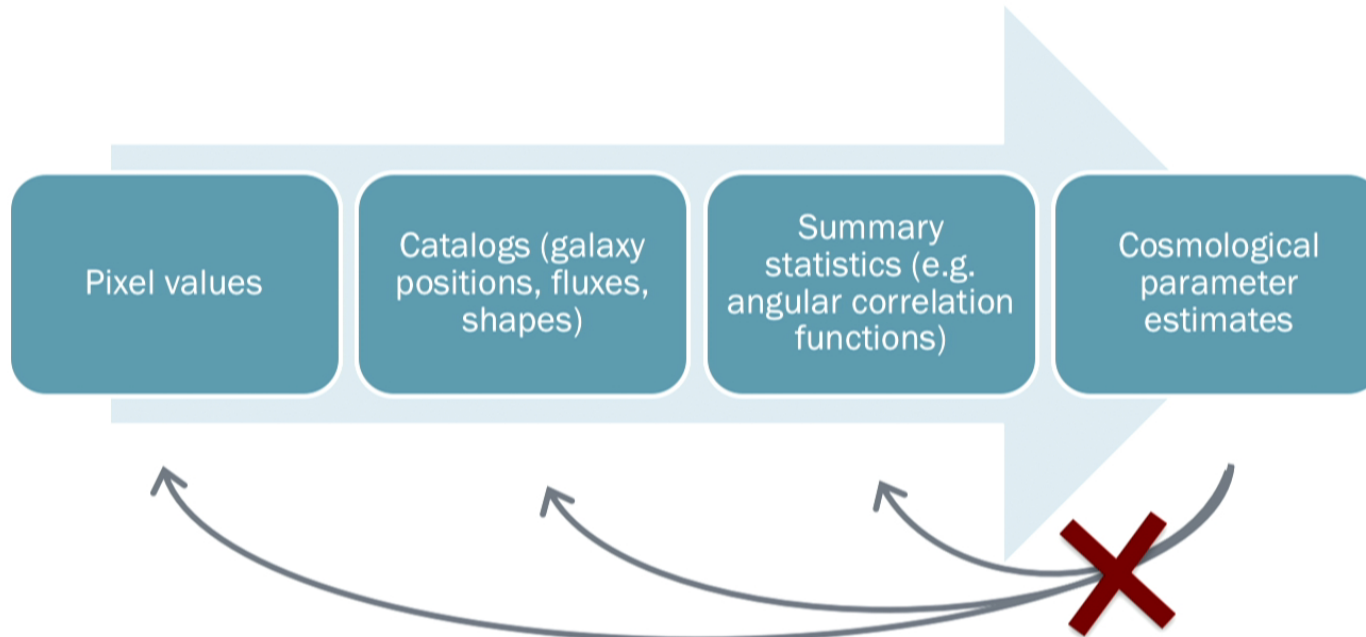 Pixel values
Catalogs (galaxy
positions, fluxes,
shapes)
Summary
statistics (e.g.
angular correlation
functions)
Cosmological
parameter
estimates